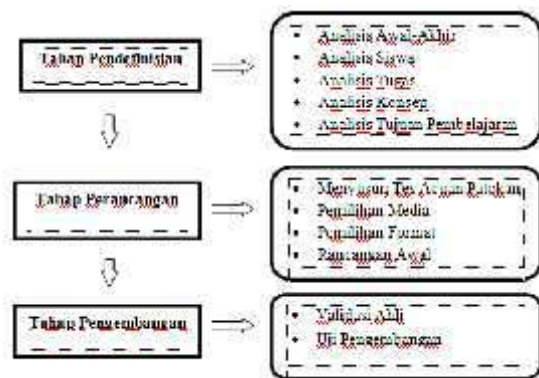 Tahap Pendefinisian
• Analisis Awal-Akhir
• Analisis Siswa
• Analisis Tugas
• Analisis Konsep
• Analisis Tujuan Pembelajaran
Tahap Perancangan
• Menyusun Tes Acuan Patokan
• Pemilihan Media
• Pemilihan Format
• Rancangan Awal
Tahap Pengembangan
• Validasi Ahli
• Uji Pengembangan